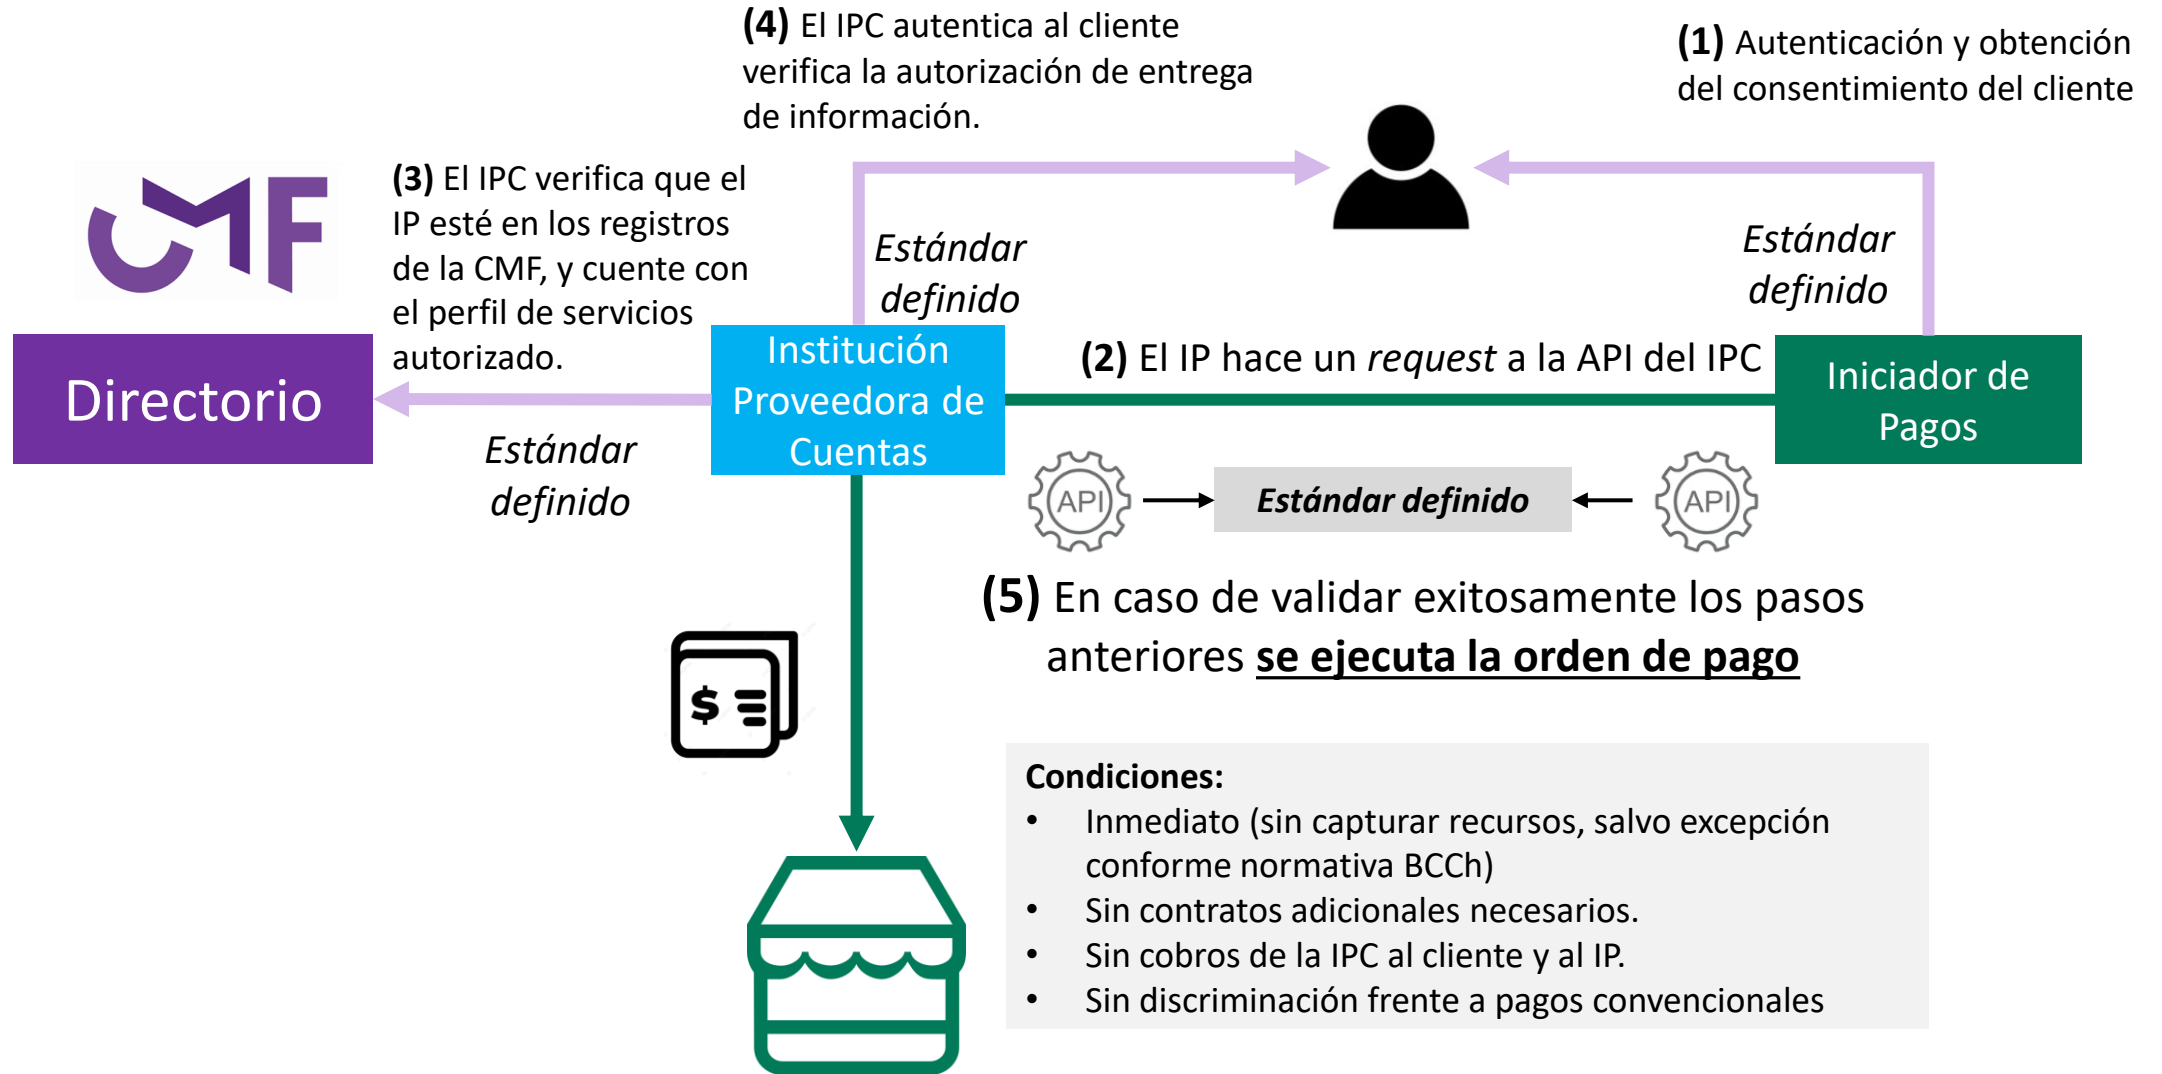 (4) El IPC autentica al cliente
verifica la autorización de entrega
de información.
(1) Autenticación y obtención
del consentimiento del cliente
CMF
(3) El IPC verifica que el
IP esté en los registros
de la CMF, y cuente con
el perfil de servicios
autorizado.
Estándar
definido
Estándar
definido
Directorio
Institución
Proveedora de
Cuentas
(2) El IP hace un request a la API del IPC
Iniciador de
Pagos
Estándar
definido
API
Estándar definido
API
(5) En caso de validar exitosamente los pasos
anteriores se ejecuta la orden de pago
$
Condiciones:
• Inmediato (sin capturar recursos, salvo excepción
conforme normativa BCCh)
• Sin contratos adicionales necesarios.
• Sin cobros de la IPC al cliente y al IP.
• Sin discriminación frente a pagos convencionales